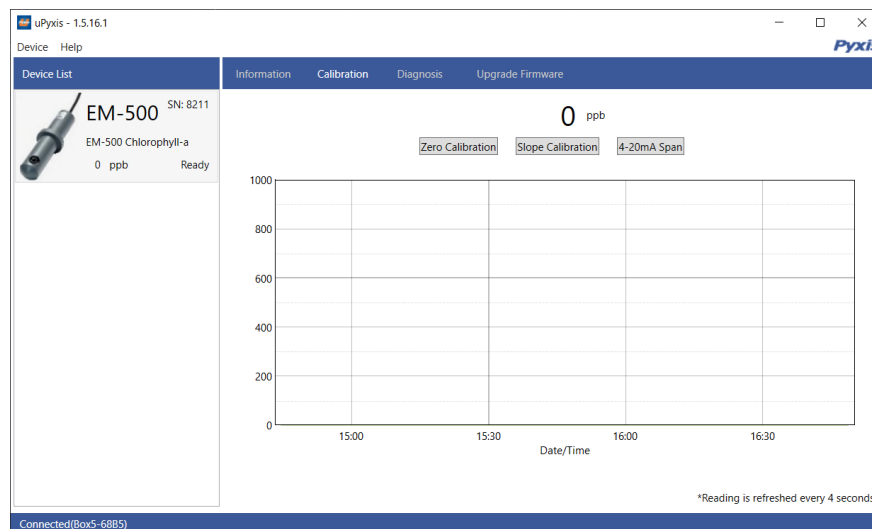 uPyxis - 1.5.16.1
Device Help
Pyxis
Device List
Information Calibration Diagnosis Upgrade Firmware
EM-500 SN: 8211
EM-500 Chlorophyll-a
0 ppb Ready
0 ppb
Zero Calibration Slope Calibration 4-20mA Span
1000
800
600
400
200
0
15:00 15:30 16:00 16:30
Date/Time
*Reading is refreshed every 4 seconds
Connected(Box5-68B5)